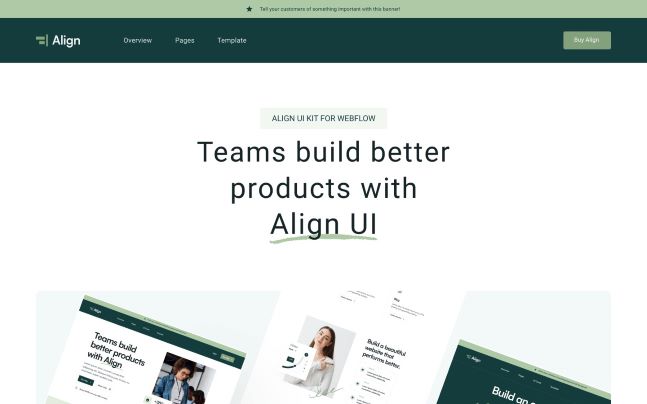 Tell your customers of something important with this banner!
Align
Overview
Pages
Template
Buy Align
ALIGN UI KIT FOR WEBFLOW
Teams build better
products with
Align UI
Teams build
better products
with Align
Build a beautiful
website that
performs better.
Align
Build an